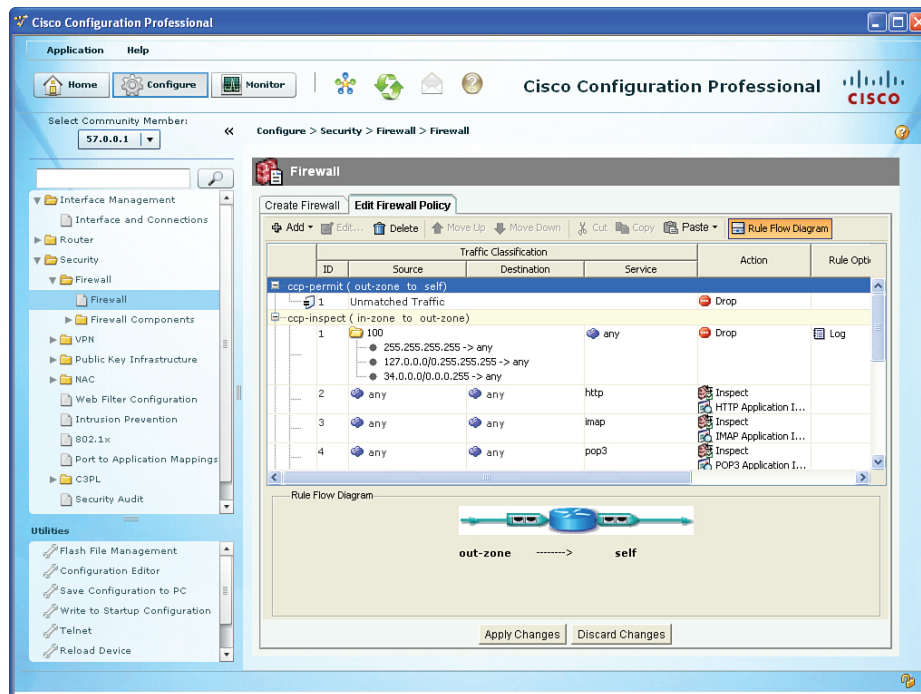 Cisco Configuration Professional
Application Help
Home Configure Monitor Cisco Configuration Professional CISCO
Select Community Member:
57.0.0.1
Configure > Security > Firewall > Firewall
Interface Management
Interface and Connections
Router
Security
Firewall
Firewall
Firewall Components
VPN
Public Key Infrastructure
NAC
Web Filter Configuration
Intrusion Prevention
802.1x
Port to Application Mappings
C3PL
Security Audit
Utilities
Flash File Management
Configuration Editor
Save Configuration to PC
Write to Startup Configuration
Telnet
Reload Device
Firewall
Create Firewall Edit Firewall Policy
Add Edit... Delete Move Up Move Down Cut Copy Paste Rule Flow Diagram
Traffic Classification Action Rule Optio
ID Source Destination Service
ccp-permit ( out-zone to self)
1 Unmatched Traffic Drop
ccp-inspect ( in-zone to out-zone)
1 100 any Drop Log
255.255.255.255 -> any
127.0.0.0/0.255.255.255 -> any
34.0.0.0/0.0.0.255 -> any
2 any any http Inspect
HTTP Application I...
3 any any imap Inspect
IMAP Application I...
4 any any pop3 Inspect
POP3 Application I...
Rule Flow Diagram
out-zone --------> self
Apply Changes Discard Changes